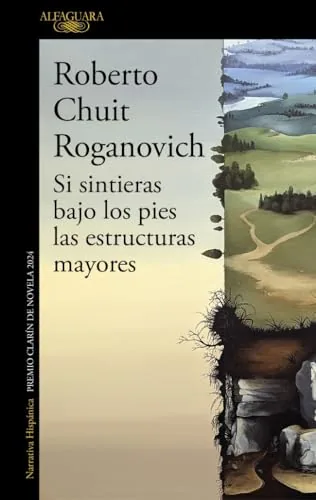 ALFAGUARA
Roberto
Chuit
Roganovich
Si sintieras
bajo los pies
las estructuras
mayores
Narrativa Hispánica PREMIO CLARÍN DE NOVELA 2024